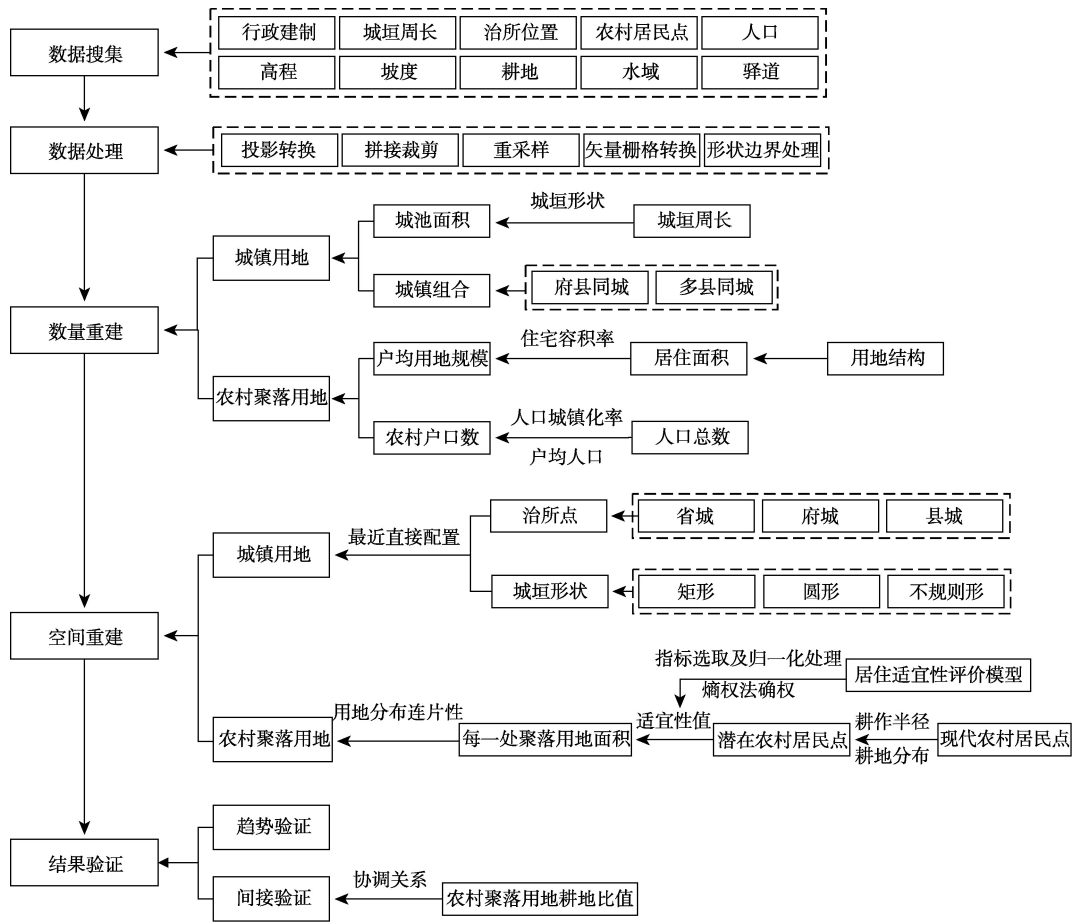 数据搜集
行政建制 城垣周长 治所位置 农村居民点 人口
高程 坡度 耕地 水域 驿道
数据处理
投影转换 拼接裁剪 重采样 矢量栅格转换 形状边界处理
数量重建
城镇用地
城池面积
城垣形状
城垣周长
城镇组合
府县同城 多县同城
农村聚落用地
户均用地规模
住宅容积率
居住面积
用地结构
农村户口数
人口城镇化率
户均人口
人口总数
空间重建
城镇用地
最近直接配置
治所点
省城 府城 县城
城垣形状
矩形 圆形 不规则形
农村聚落用地
用地分布连片性
每一处聚落用地面积
指标选取及归一化处理
熵权法确权
居住适宜性评价模型
适宜性值
潜在农村居民点
耕作半径
耕地分布
现代农村居民点
结果验证
趋势验证
间接验证
协调关系
农村聚落用地耕地比值